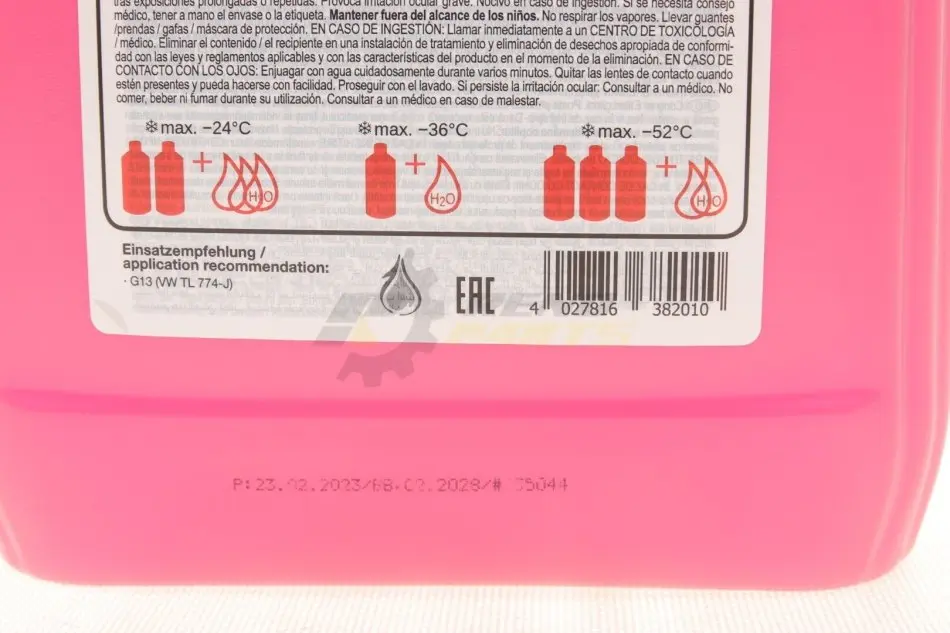 tras exposiciones prolongadas o repetidas. Provoca irritación ocular grave. Nocivo en caso de ingestión. Si se necesita consejo
médico, tener a mano el envase o la etiqueta. Mantener fuera del alcance de los niños. No respirar los vapores. Llevar guantes
/prendas / gafas / máscara de protección. EN CASO DE INGESTIÓN: Llamar inmediatamente a un CENTRO DE TOXICOLOGÍA
/ médico. Eliminar el contenido / el recipiente en una instalación de tratamiento y eliminación de desechos apropiada de conformi-
dad con las leyes y reglamentos aplicables y con las características del producto en el momento de la eliminación. EN CASO DE
CONTACTO CON LOS OJOS: Enjuagar con agua cuidadosamente durante varios minutos. Quitar las lentes de contacto cuando
estén presentes y pueda hacerse con facilidad. Proseguir con el lavado. Si persiste la irritación ocular: Consultar a un médico. No
comer, beber ni fumar durante su utilización. Consultar a un médico en caso de malestar.
max. –24°C max. –36°C max. –52°C
+ H2O + H2O + H2O
Einsatzempfehlung /
application recommendation:
· G13 (VW TL 774-J)
EAC
4 027816 382010
PARTS
P:23.02.2023/ .02.2028/# 35044